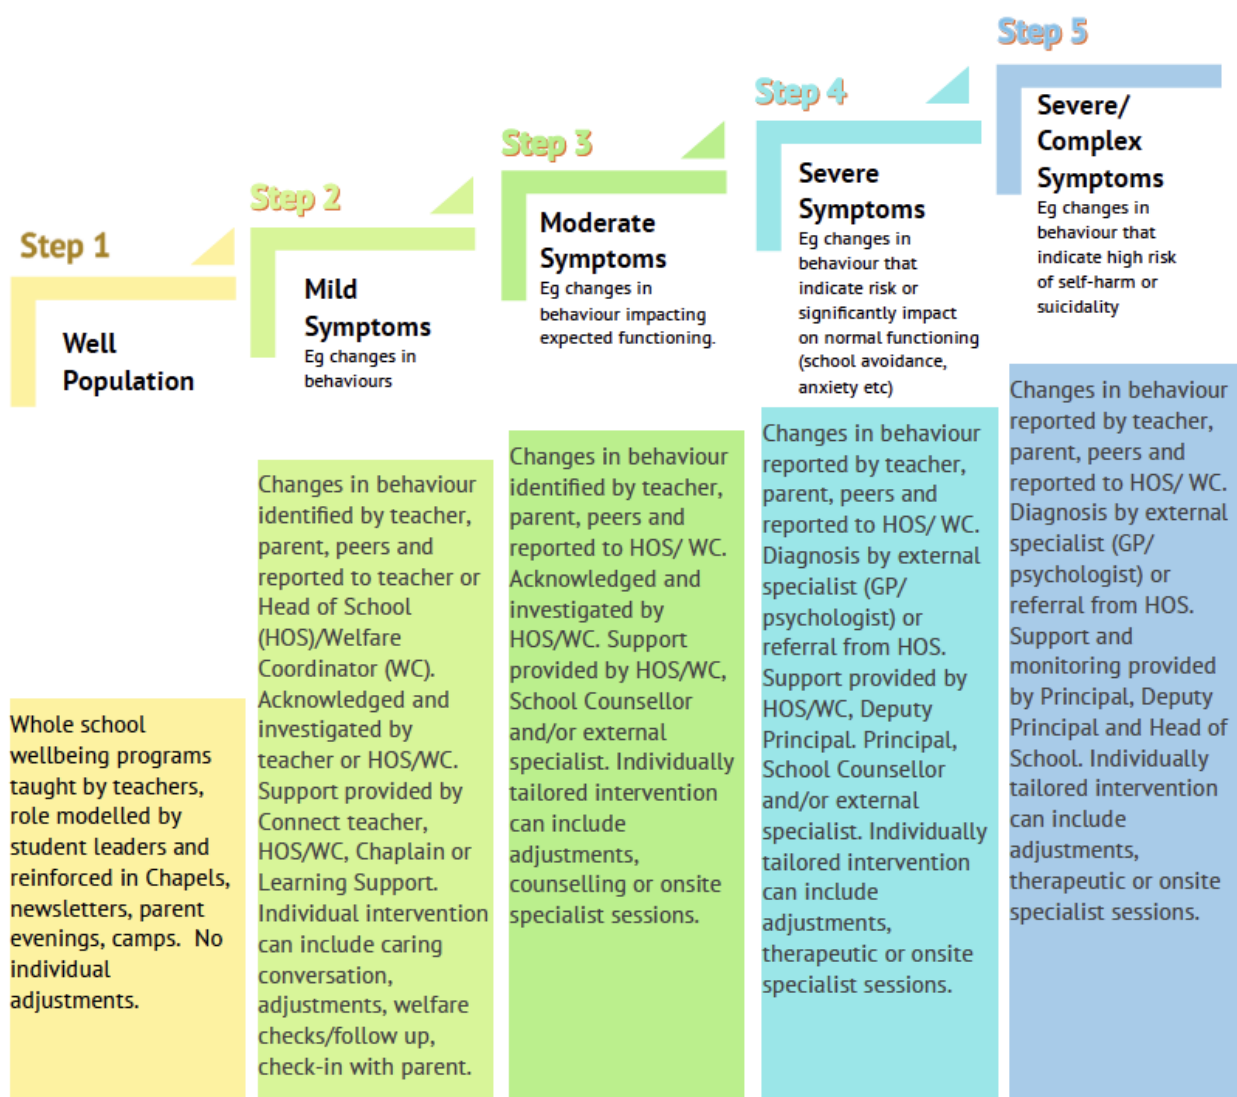 Step 1
Well
Population
Whole school
wellbeing programs
taught by teachers,
role modelled by
student leaders and
reinforced in Chapels,
newsletters, parent
evenings, camps.  No
individual
adjustments.
Step 2
Mild
Symptoms
Eg changes in
behaviours
Changes in behaviour
identified by teacher,
parent, peers and
reported to teacher or
Head of School
(HOS)/Welfare
Coordinator (WC).
Acknowledged and
investigated by
teacher or HOS/WC.
Support provided by
Connect teacher,
HOS/WC, Chaplain or
Learning Support.
Individual intervention
can include caring
conversation,
adjustments, welfare
checks/follow up,
check-in with parent.
Step 3
Moderate
Symptoms
Eg changes in
behaviour impacting
expected functioning.
Changes in behaviour
identified by teacher,
parent, peers and
reported to HOS/ WC.
Acknowledged and
investigated by
HOS/WC. Support
provided by HOS/WC,
School Counsellor
and/or external
specialist. Individually
tailored intervention
can include
adjustments,
counselling or onsite
specialist sessions.
Step 4
Severe
Symptoms
Eg changes in
behaviour that
indicate risk or
significantly impact
on normal functioning
(school avoidance,
anxiety etc)
Changes in behaviour
reported by teacher,
parent, peers and
reported to HOS/ WC.
Diagnosis by external
specialist (GP/
psychologist) or
referral from HOS.
Support provided by
HOS/WC, Deputy
Principal. Principal,
School Counsellor
and/or external
specialist. Individually
tailored intervention
can include
adjustments,
therapeutic or onsite
specialist sessions.
Step 5
Severe/
Complex
Symptoms
Eg changes in
behaviour that
indicate high risk
of self-harm or
suicidality
Changes in behaviour
reported by teacher,
parent, peers and
reported to HOS/ WC.
Diagnosis by external
specialist (GP/
psychologist) or
referral from HOS.
Support and
monitoring provided
by Principal, Deputy
Principal and Head of
School. Individually
tailored intervention
can include
adjustments,
therapeutic or onsite
specialist sessions.